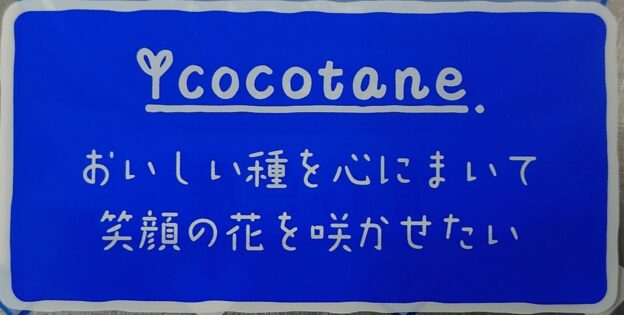 cocotane.
おいしい種を心にまいて
笑顔の花を咲かせたい